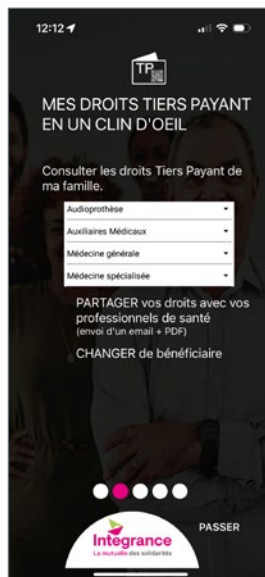 12:12
TP
MES DROITS TIERS PAYANT
EN UN CLIN D'OEIL
Consulter les droits Tiers Payant de
ma famille.
Audioprothèse
Auxiliaires Médicaux
Médecine générale
Médecine spécialisée
PARTAGER vos droits avec vos
professionnels de santé
(envoi d'un email + PDF)
CHANGER de bénéficiaire
PASSER
Intégrance
La mutuelle des solidarités